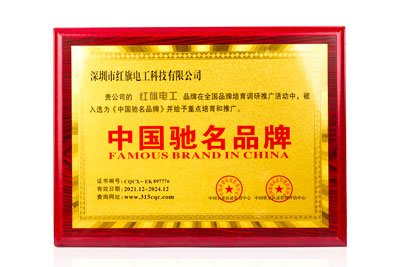 深圳市红旗电工科技有限公司
贵公司的 红旗电工 品牌在全国品牌培育调研推广活动中，被
入选为《中国驰名品牌》并给予重点培育和推广。
中国驰名品牌
FAMOUS BRAND IN CHINA
证书编号：CQCX-EK897776
有效日期：2021.12-2024.12
查询网址：www.315cqc.com